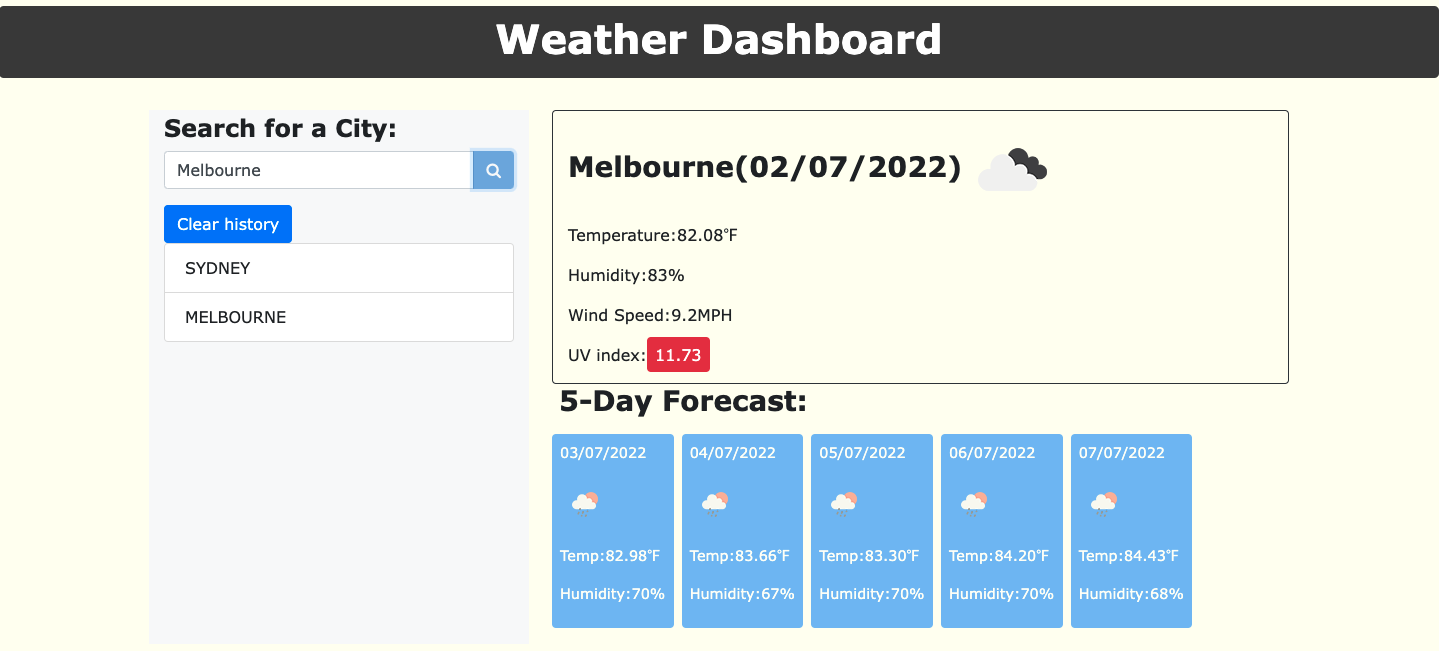 Weather Dashboard
Search for a City:
Melbourne
Clear history
SYDNEY
MELBOURNE
Melbourne(02/07/2022)
Temperature:82.08°F
Humidity:83%
Wind Speed:9.2MPH
UV index:11.73
5-Day Forecast:
03/07/2022
Temp:82.98°F
Humidity:70%
04/07/2022
Temp:83.66°F
Humidity:67%
05/07/2022
Temp:83.30°F
Humidity:70%
06/07/2022
Temp:84.20°F
Humidity:70%
07/07/2022
Temp:84.43°F
Humidity:68%